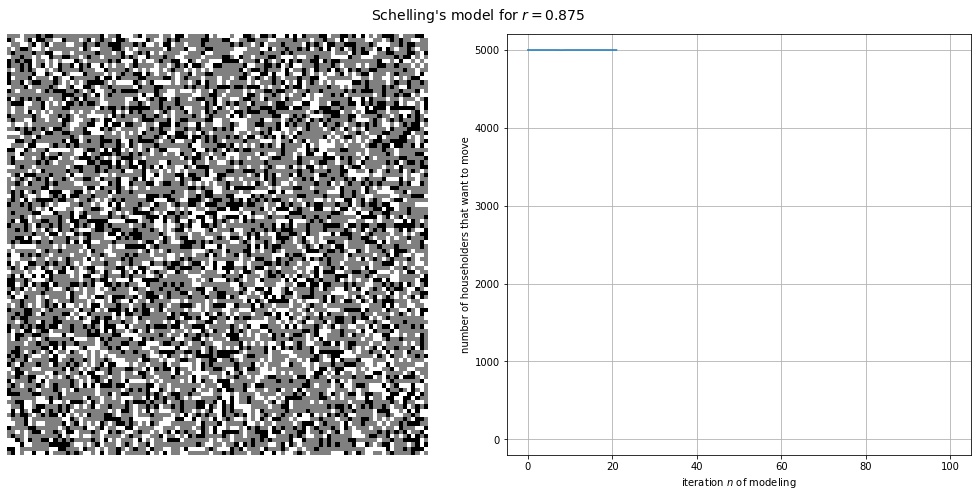 Schelling's model for r = 0.875
5000
4000
3000
2000
1000
0
number of householders that want to move
0 20 40 60 80 100
iteration n of modeling